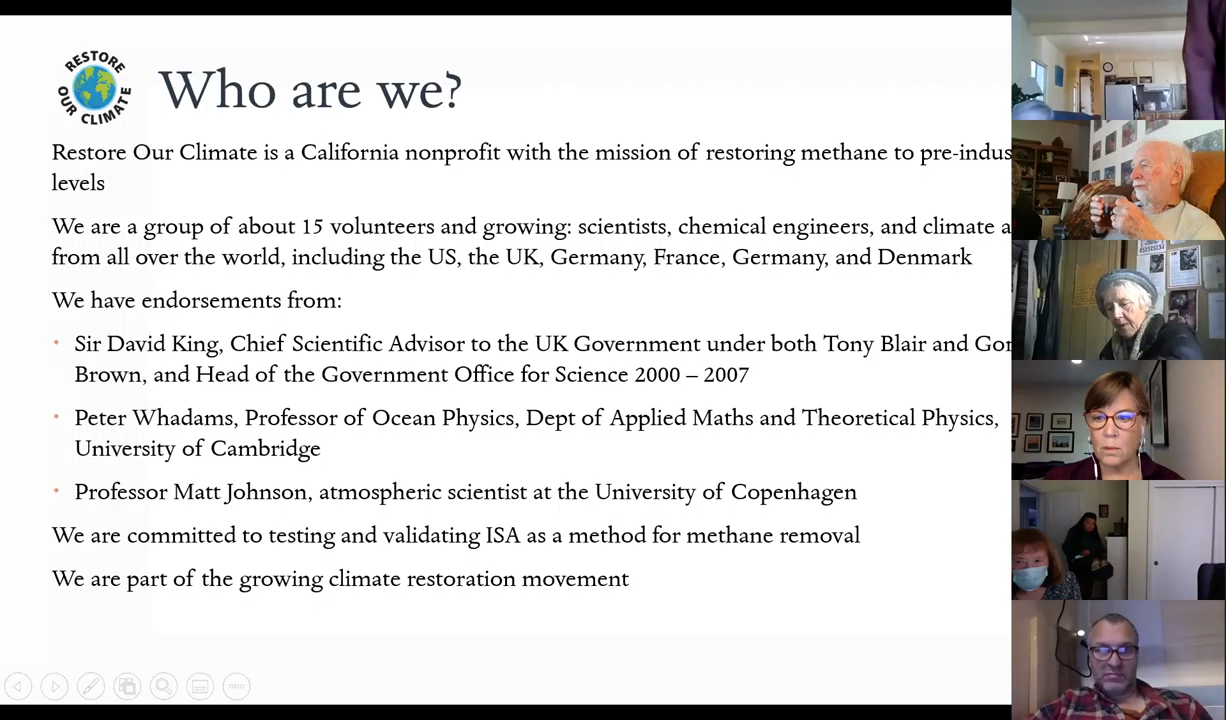 RESTORE
OUR CLIMATE
Who are we?
Restore Our Climate is a California nonprofit with the mission of restoring methane to pre-indus
levels
We are a group of about 15 volunteers and growing: scientists, chemical engineers, and climate a
from all over the world, including the US, the UK, Germany, France, Germany, and Denmark
We have endorsements from:
Sir David King, Chief Scientific Advisor to the UK Government under both Tony Blair and Gor
Brown, and Head of the Government Office for Science 2000 – 2007
Peter Whadams, Professor of Ocean Physics, Dept of Applied Maths and Theoretical Physics,
University of Cambridge
Professor Matt Johnson, atmospheric scientist at the University of Copenhagen
We are committed to testing and validating ISA as a method for methane removal
We are part of the growing climate restoration movement